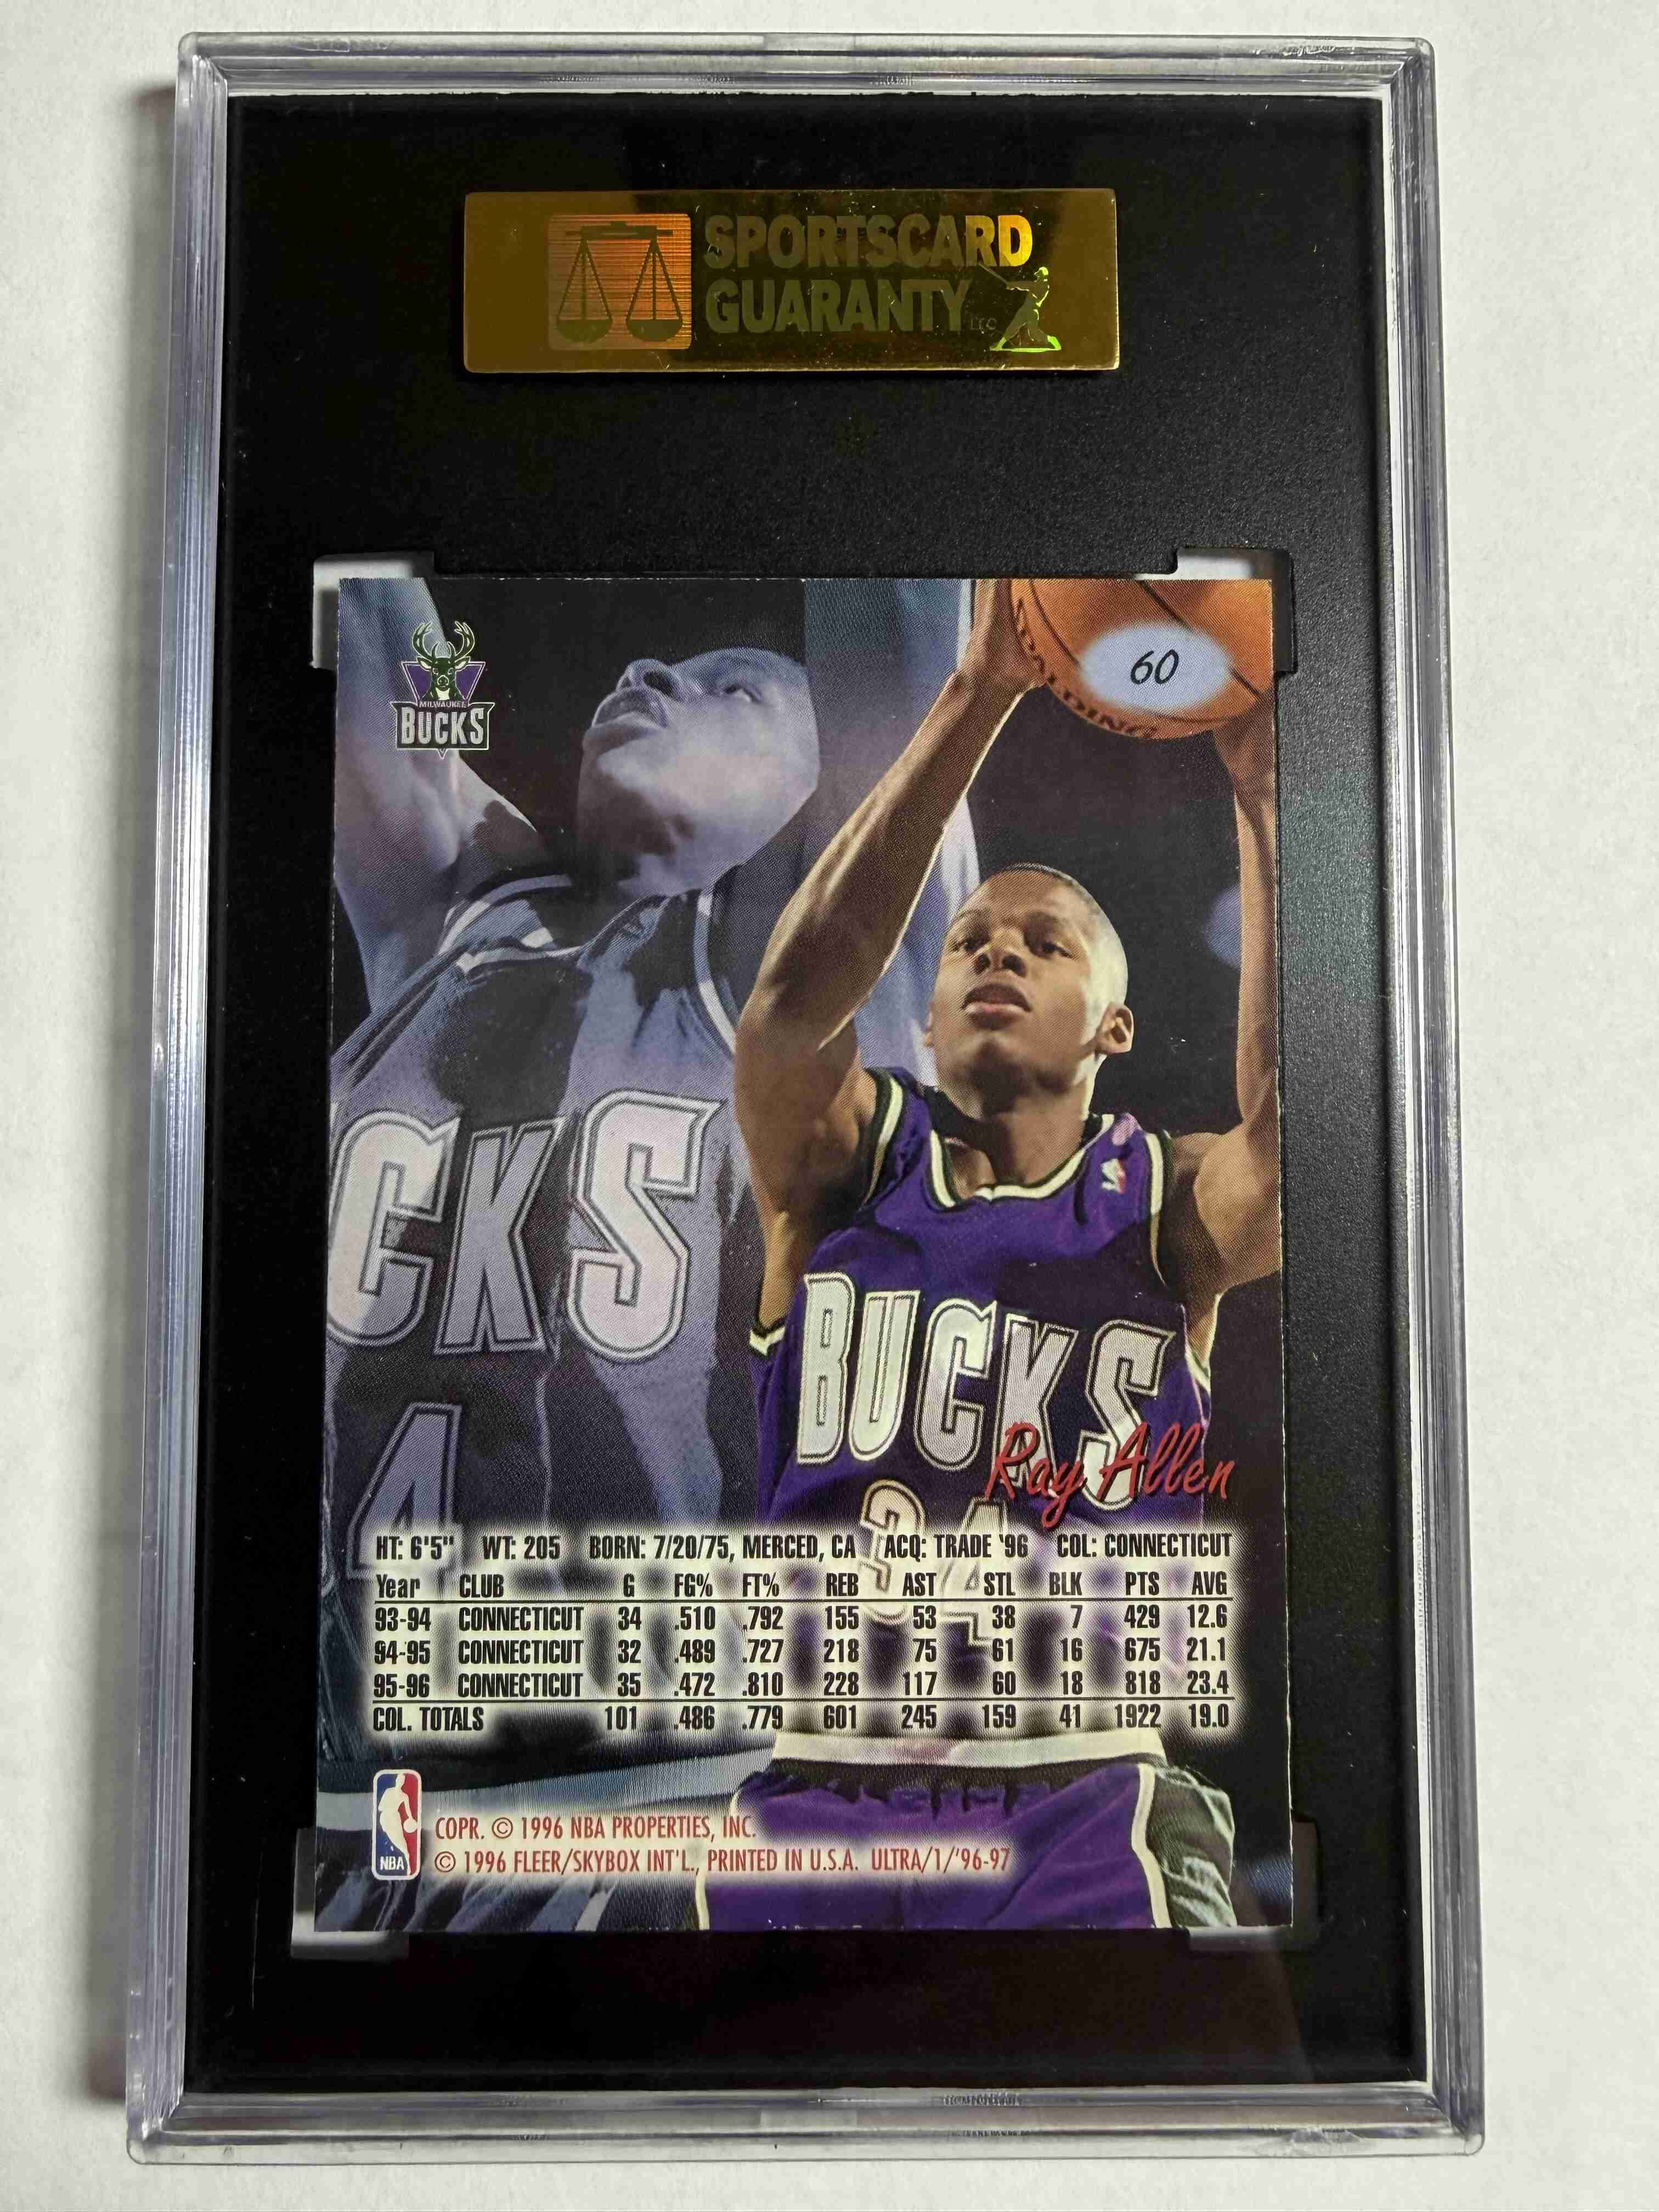 SPORTSCARD
GUARANTY LLC
60
MILWAUKEE
BUCKS
SPALDING
CKS
4
BUCKS
34
Ray Allen
HT: 6'5" WT: 205 BORN: 7/20/75, MERCED, CA ACQ: TRADE '96 COL: CONNECTICUT
Year CLUB G FG% FT% REB AST STL BLK PTS AVG
93-94 CONNECTICUT 34 .510 .792 155 53 38 7 429 12.6
94-95 CONNECTICUT 32 .489 .727 218 75 61 16 675 21.1
95-96 CONNECTICUT 35 .472 .810 228 117 60 18 818 23.4
COL. TOTALS 101 .486 .779 601 245 159 41 1922 19.0
NBA
COPR. © 1996 NBA PROPERTIES, INC.
© 1996 FLEER/SKYBOX INT'L., PRINTED IN U.S.A. ULTRA/1/'96-97